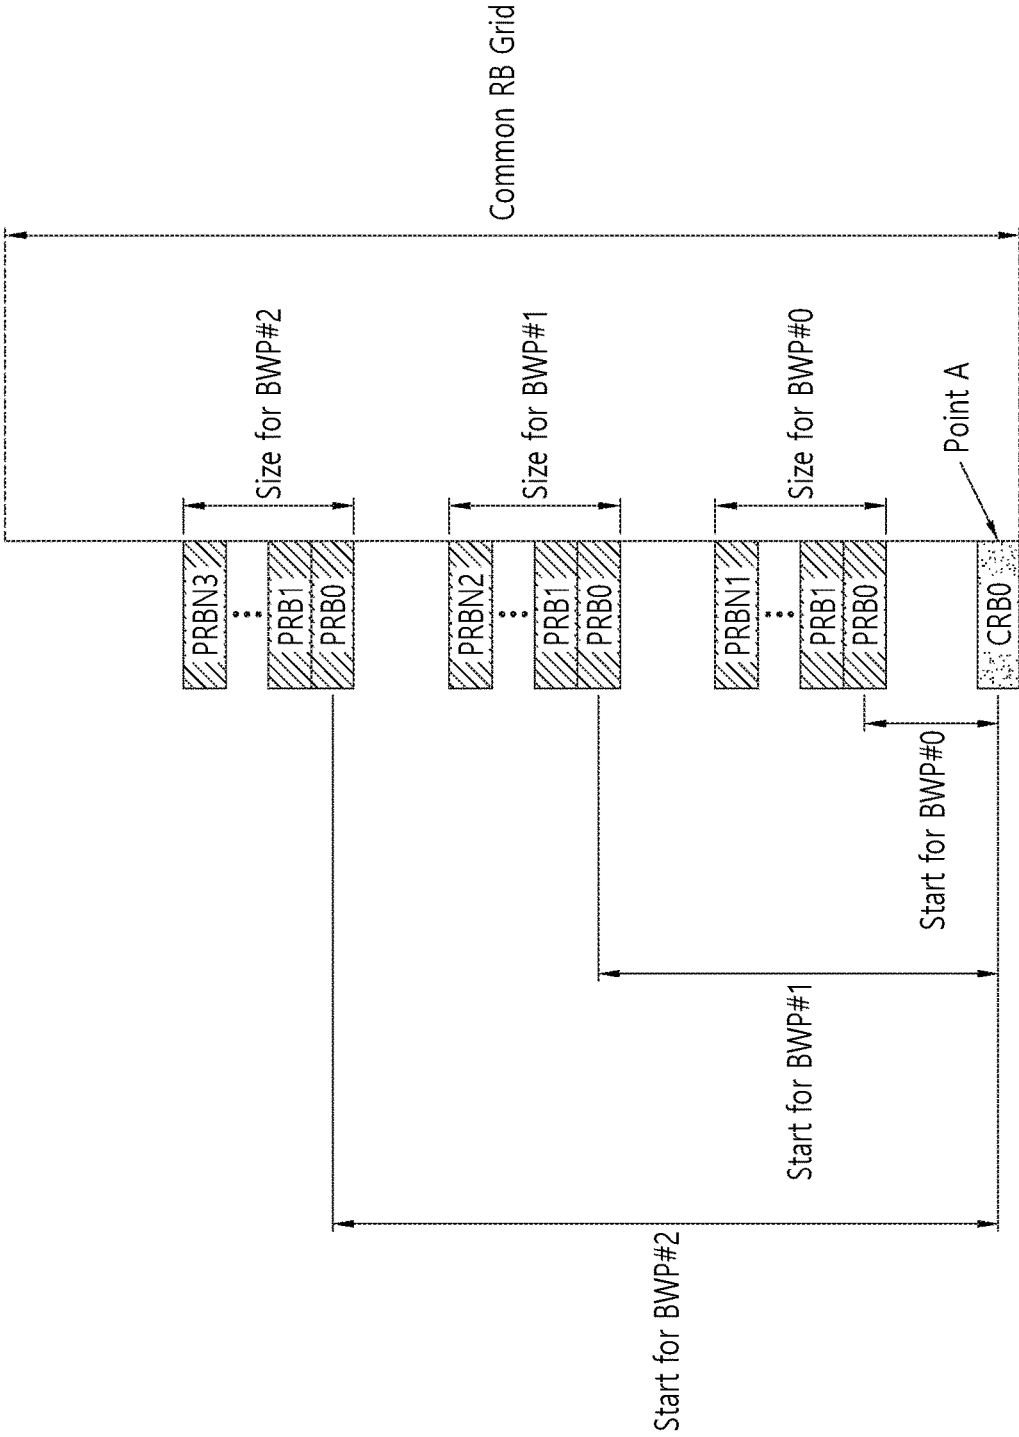 Common RB Grid
Size for BWP#2
Size for BWP#1
Size for BWP#0
Point A
PRBN3
PRB1
PRB0
PRBN2
PRB1
PRB0
PRBN1
PRB1
PRB0
CRB0
Start for BWP#0
Start for BWP#1
Start for BWP#2